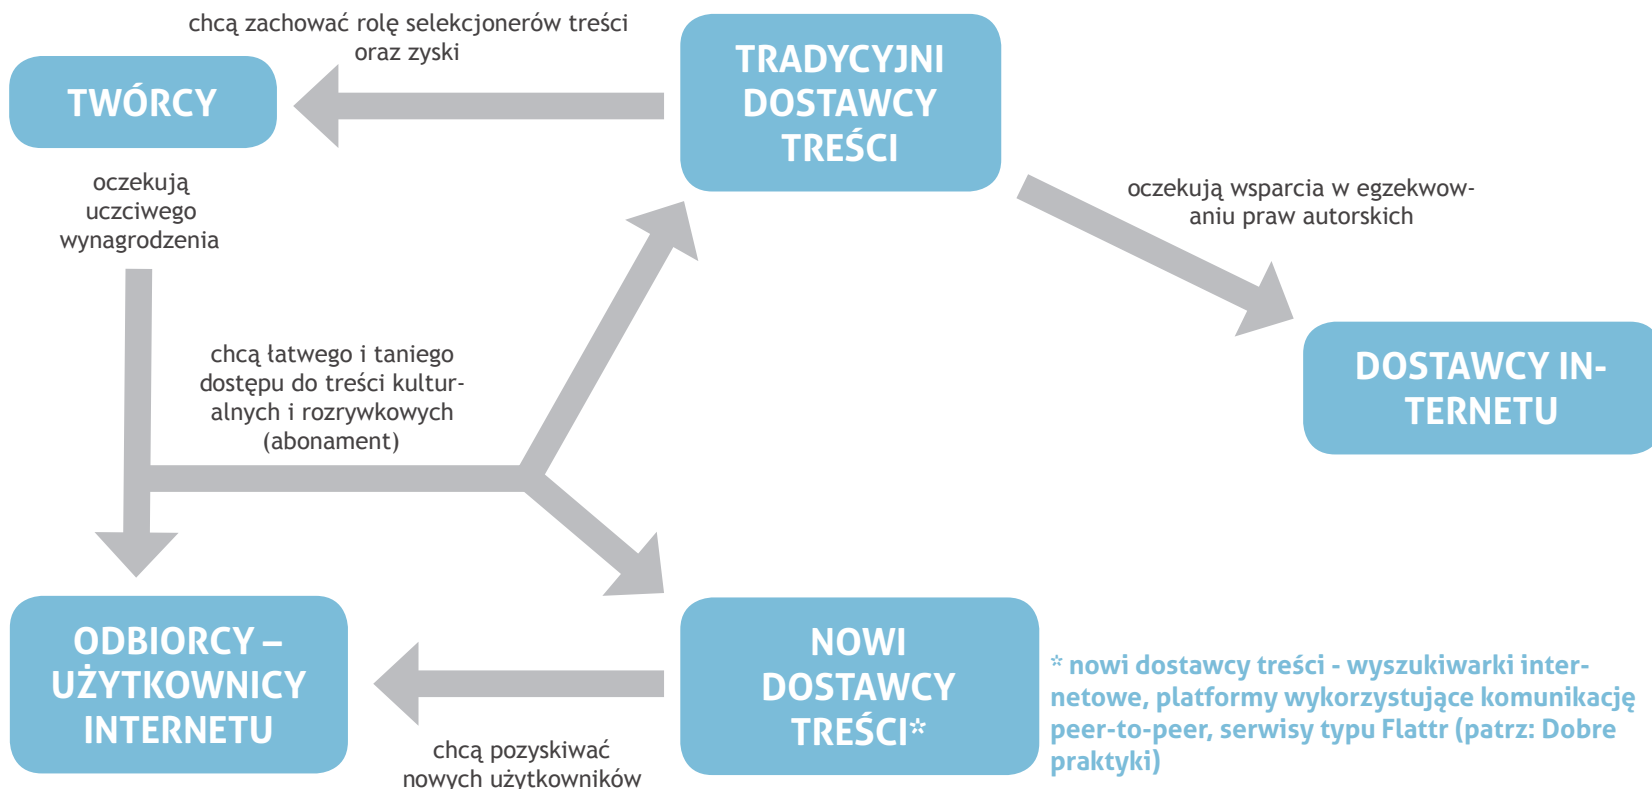 chcą zachować rolę selekcjonerów treści
oraz zyski
TWÓRCY
TRADYCYJNI
DOSTAWCY
TREŚCI
oczekują
uczciwego
wynagrodzenia
oczekują wsparcia w egzekwow-
aniu praw autorskich
chcą łatwego i taniego
dostępu do treści kultur-
alnych i rozrywkowych
(abonament)
DOSTAWCY IN-
TERNETU
ODBIORCY –
UŻYTKOWNICY
INTERNETU
NOWI
DOSTAWCY
TREŚCI*
chcą pozyskiwać
nowych użytkowników
* nowi dostawcy treści - wyszukiwarki inter-
netowe, platformy wykorzystujące komunikację
peer-to-peer, serwisy typu Flattr (patrz: Dobre
praktyki)